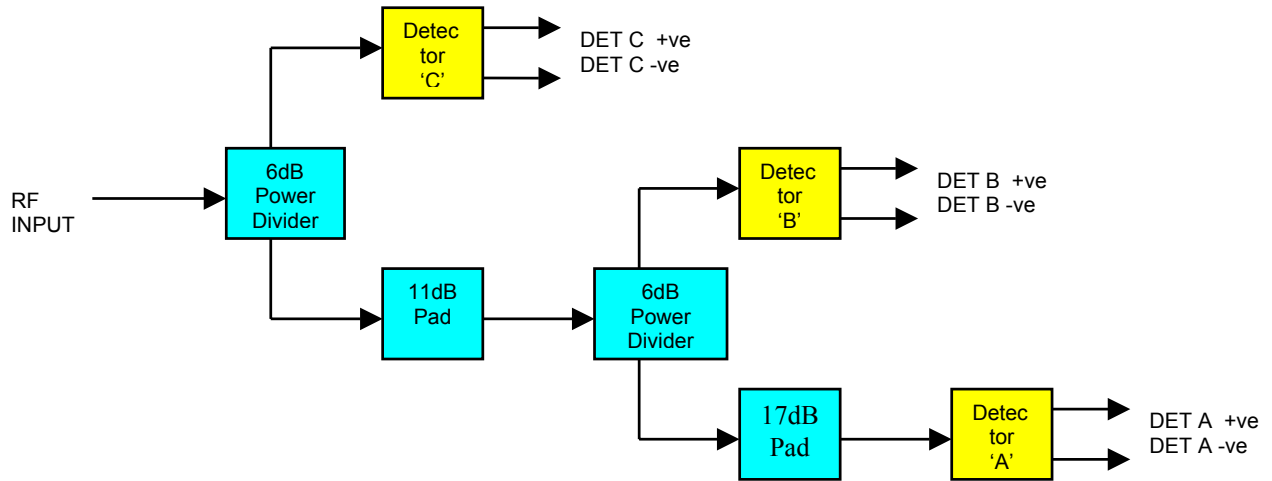 RF
INPUT
6dB
Power
Divider
Detec
tor
‘C’
DET C +ve
DET C -ve
11dB
Pad
6dB
Power
Divider
Detec
tor
‘B’
DET B +ve
DET B -ve
17dB
Pad
Detec
tor
‘A’
DET A +ve
DET A -ve